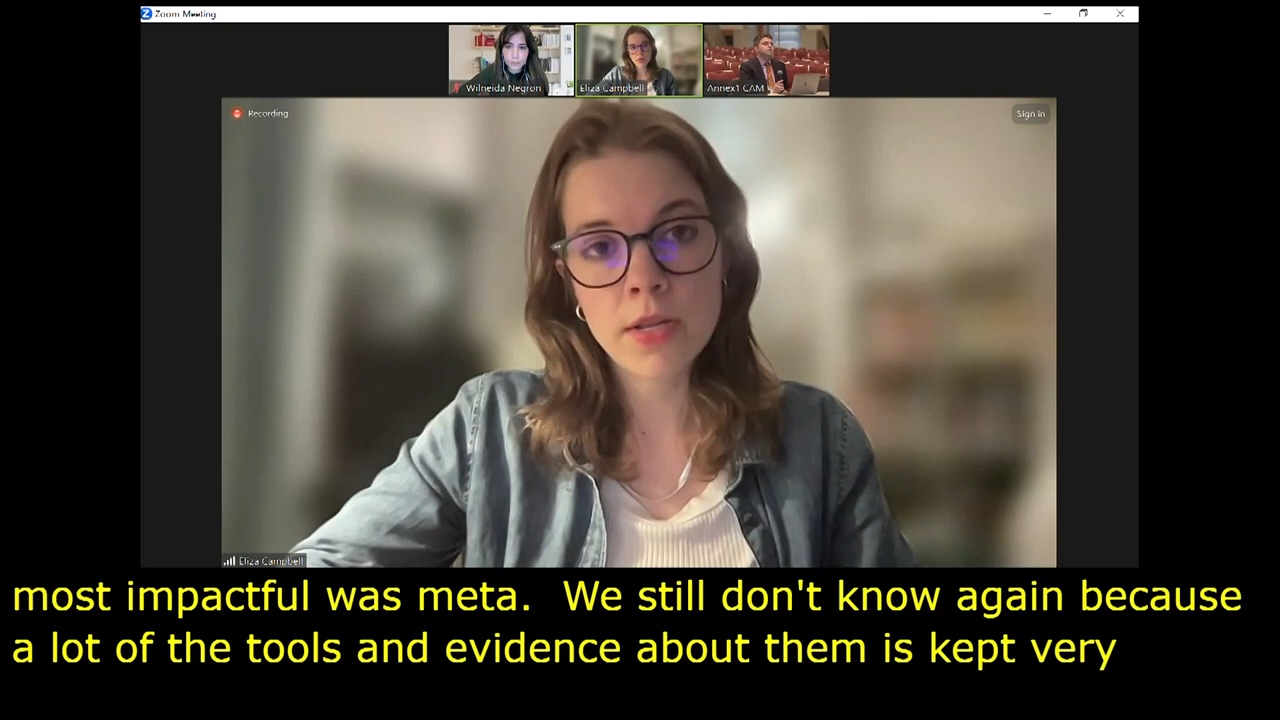 Zoom Meeting
Wilneida Negron
Eliza Campbell
Annex1 CAM
Recording
Sign in
Eliza Campbell
most impactful was meta.  We still don't know again because
a lot of the tools and evidence about them is kept very